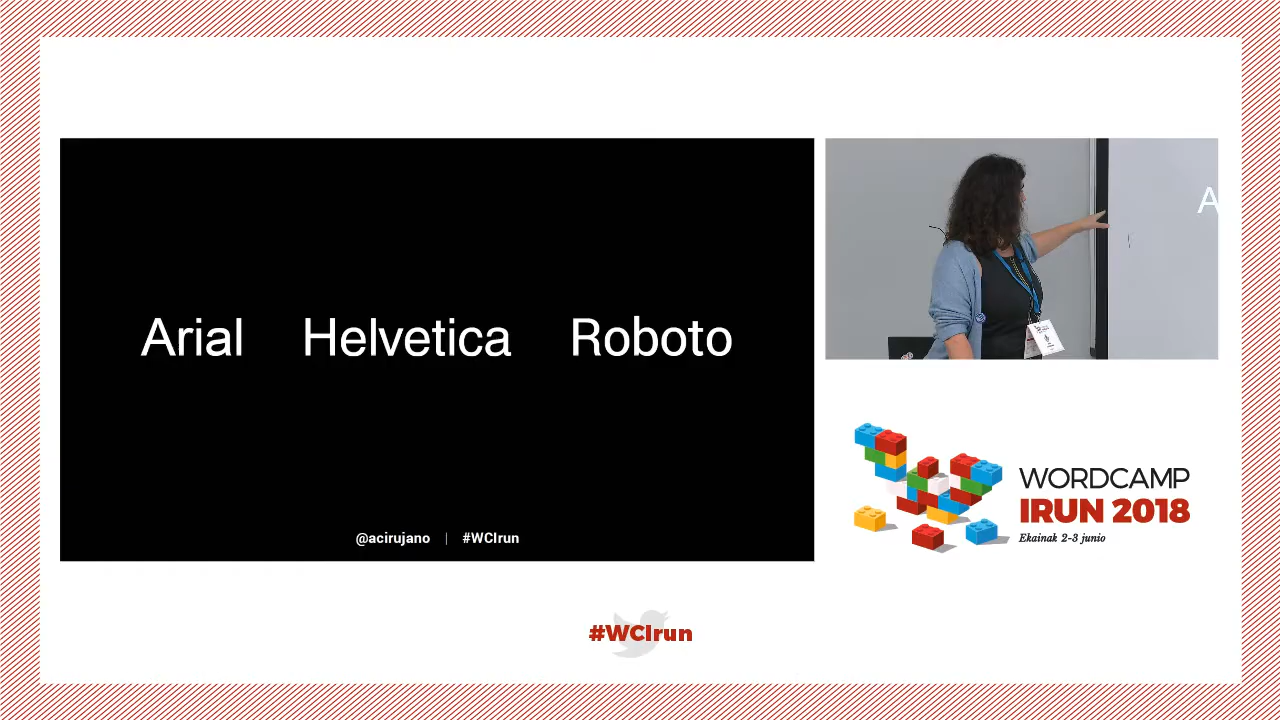 Arial Helvetica Roboto
@acirujano | #WCIrun
A
WORDCAMP
IRUN 2018
Ekainak 2-3 junio
#WCIrun